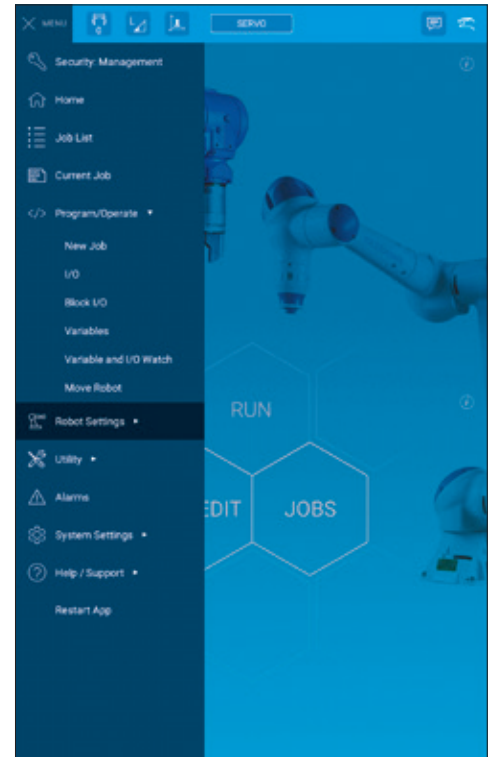 MENU
0
L
SERVO
Security: Management
Home
Job List
Current Job
Program/Operate
New Job
I/O
Block I/O
Variables
Variable and I/O Watch
Move Robot
Robot Settings
Utility
Alarms
System Settings
Help / Support
Restart App
RUN
EDIT
JOBS